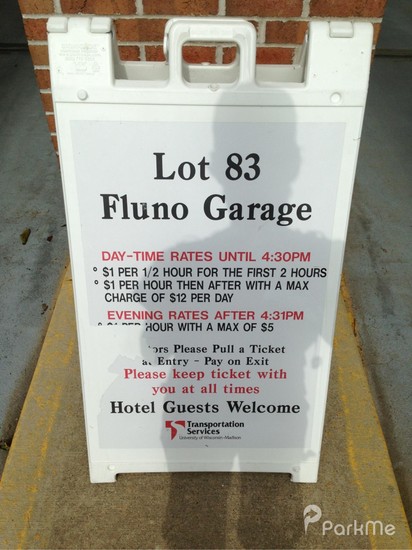 Lot 83
Fluno Garage
DAY-TIME RATES UNTIL 4:30PM
° $1 PER 1/2 HOUR FOR THE FIRST 2 HOURS
° $1 PER HOUR THEN AFTER WITH A MAX
CHARGE OF $12 PER DAY
EVENING RATES AFTER 4:31PM
° $1 PER HOUR WITH A MAX OF $5
tors Please Pull a Ticket
at Entry - Pay on Exit
Please keep ticket with
you at all times
Hotel Guests Welcome
Transportation
Services
University of Wisconsin-Madison
ParkMe